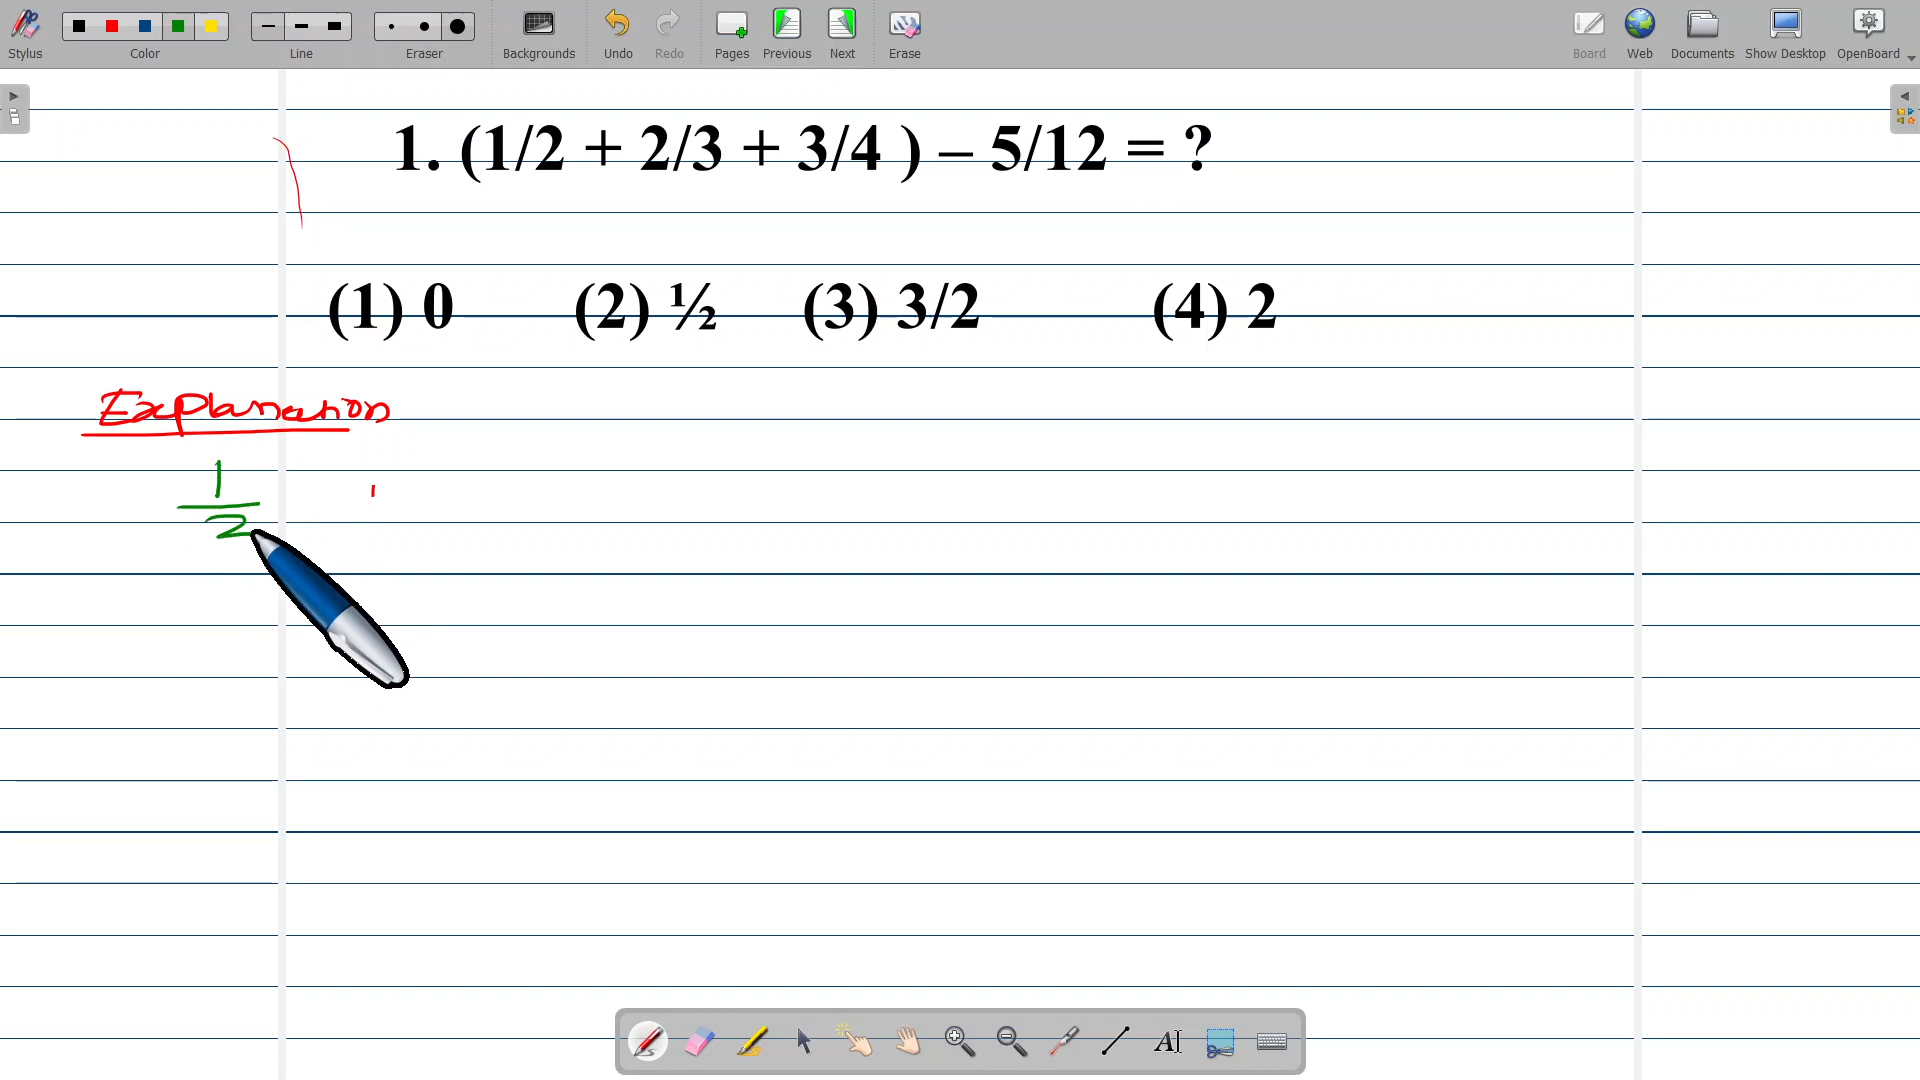 Stylus Color Line Eraser Backgrounds Undo Redo Pages Previous Next Erase Board Web Documents Show Desktop OpenBoard
1. (1/2 + 2/3 + 3/4 ) – 5/12 = ?
(1) 0 (2) ½ (3) 3/2 (4) 2
Explanation
1
2